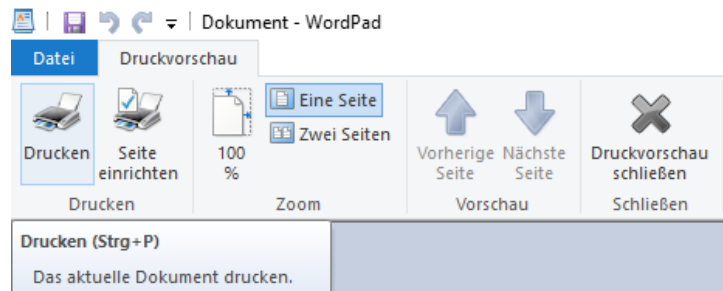 Dokument - WordPad
Datei Druckvorschau
Drucken
Seite
einrichten
100
%
Eine Seite
Zwei Seiten
Vorherige
Seite
Nächste
Seite
Druckvorschau
schließen
Drucken Zoom Vorschau Schließen
Drucken (Strg+P)
Das aktuelle Dokument drucken.